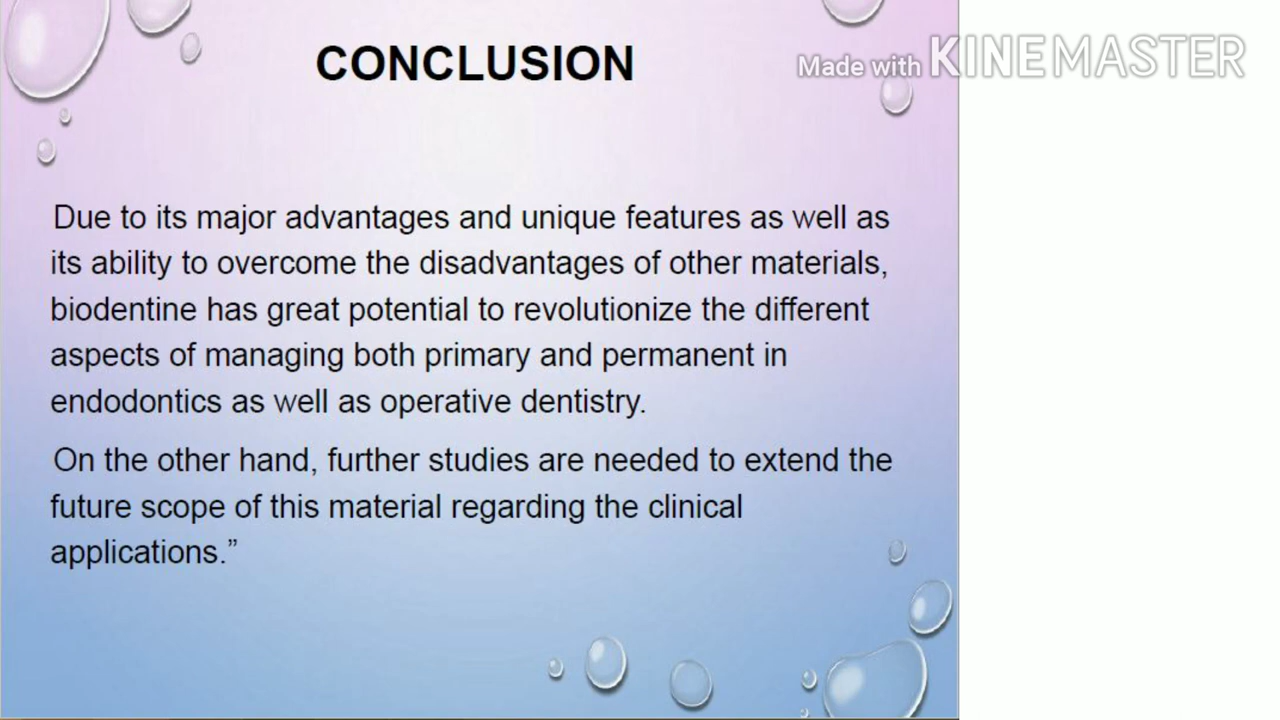 CONCLUSION
Made with KINEMASTER
Due to its major advantages and unique features as well as
its ability to overcome the disadvantages of other materials,
biodentine has great potential to revolutionize the different
aspects of managing both primary and permanent in
endodontics as well as operative dentistry.
On the other hand, further studies are needed to extend the
future scope of this material regarding the clinical
applications.”